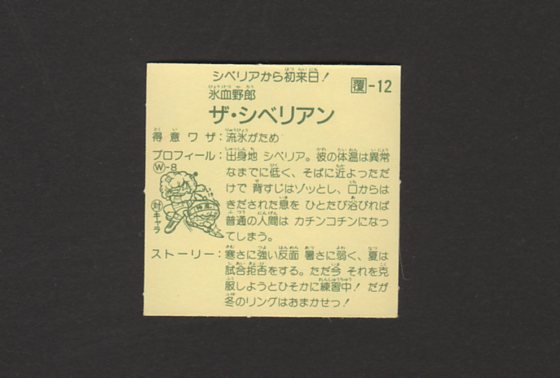 シベリアから初来日!
覆-12
氷血野郎
ザ・シベリアン
得意ワザ:流氷がため
プロフィール:出身地 シベリア。彼の体温は異常
なまでに低く、そばに近よっただ
けで 背すじはゾッとし、口からは
きだされた息を ひとたび浴びれば
普通の人間は カチンコチンになっ
てしまう。
W-8
対キャラ
ストーリー:寒さに強い反面 暑さに弱く、夏は
試合拒否をする。ただ今 それを克
服しようとひそかに練習中!だが
冬のリングはおまかせっ!